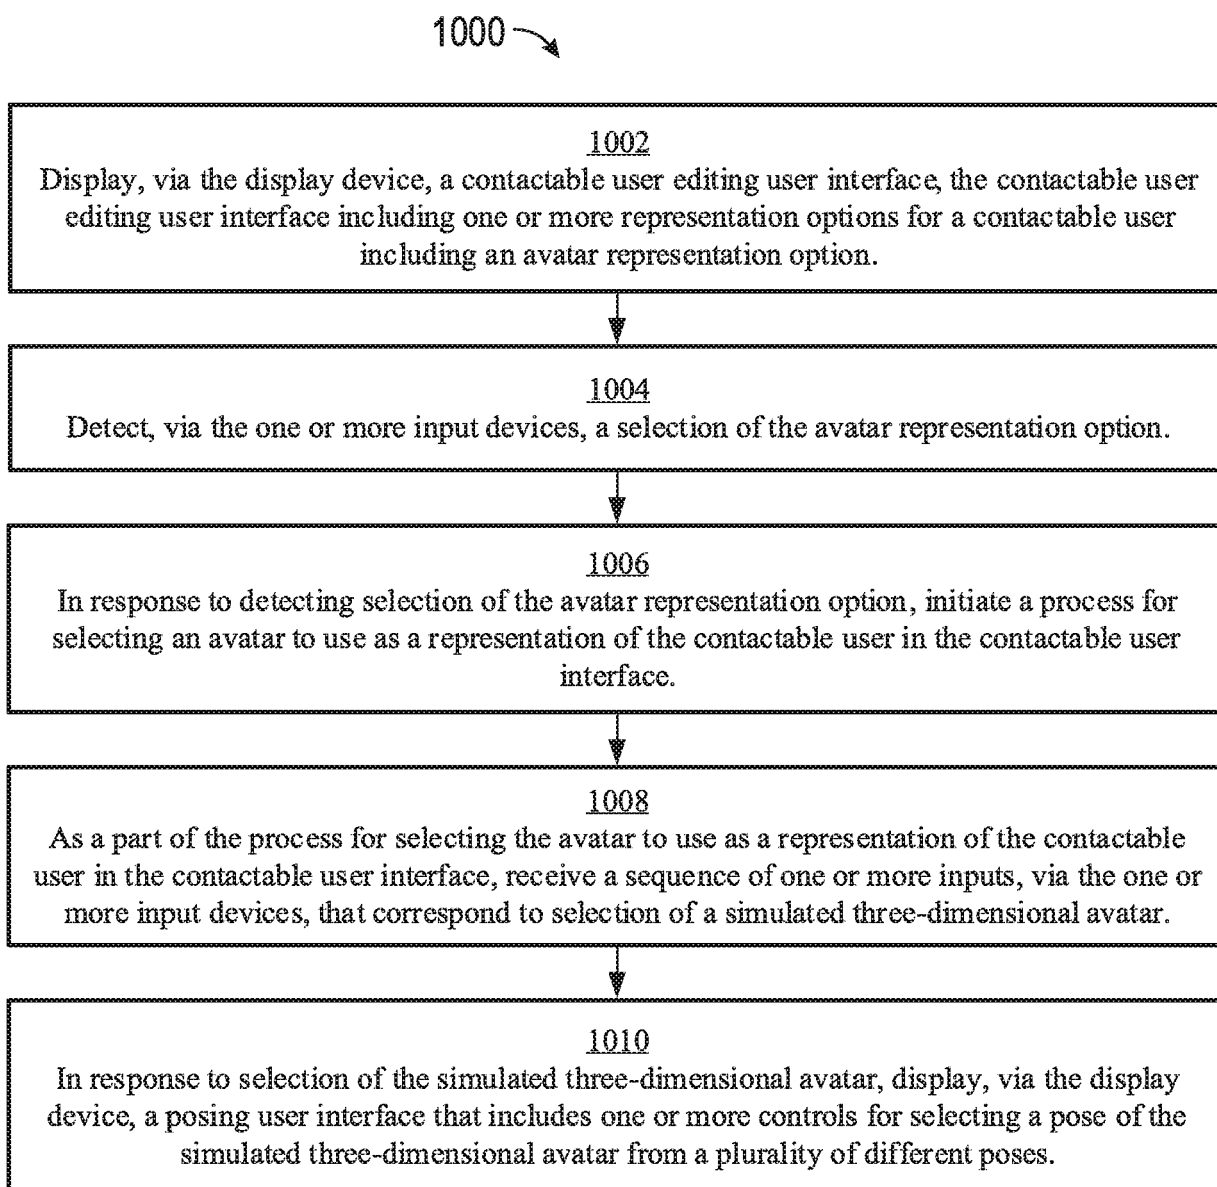 1000
1002
Display, via the display device, a contactable user editing user interface, the contactable user
editing user interface including one or more representation options for a contactable user
including an avatar representation option.
1004
Detect, via the one or more input devices, a selection of the avatar representation option.
1006
In response to detecting selection of the avatar representation option, initiate a process for
selecting an avatar to use as a representation of the contactable user in the contactable user
interface.
1008
As a part of the process for selecting the avatar to use as a representation of the contactable
user in the contactable user interface, receive a sequence of one or more inputs, via the one or
more input devices, that correspond to selection of a simulated three-dimensional avatar.
1010
In response to selection of the simulated three-dimensional avatar, display, via the display
device, a posing user interface that includes one or more controls for selecting a pose of the
simulated three-dimensional avatar from a plurality of different poses.